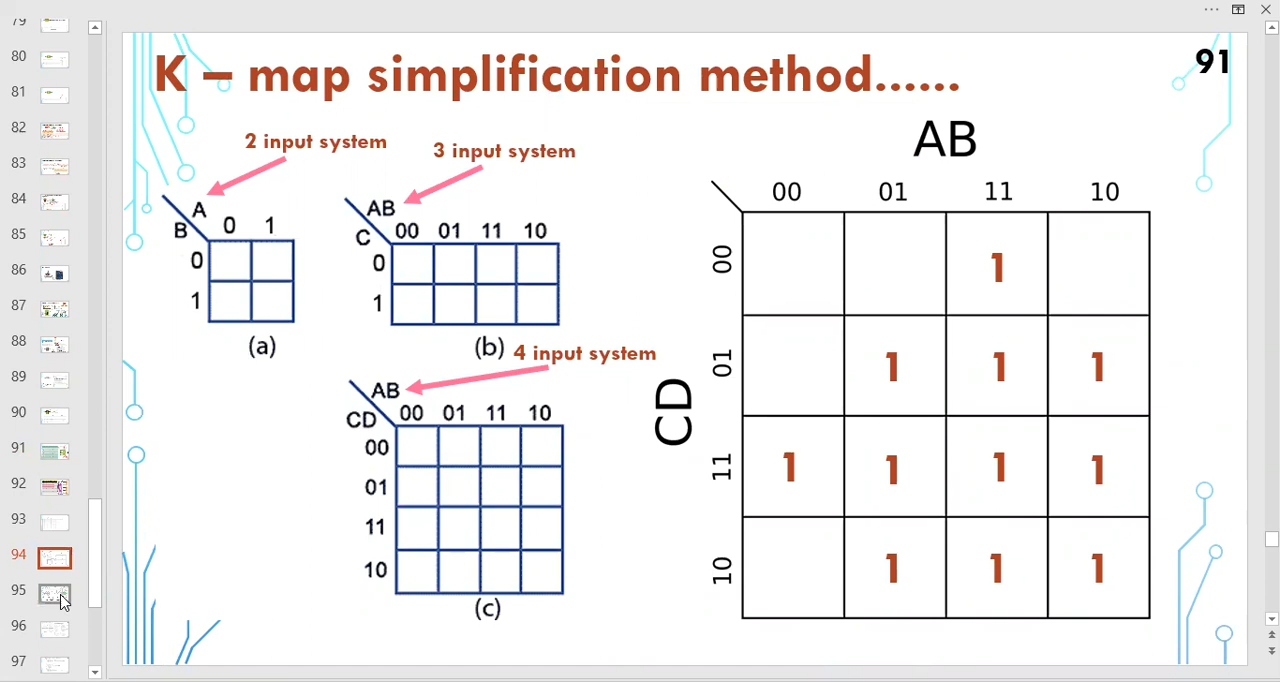 79
80
81
82
83
84
85
86
87
88
89
90
91
92
93
94
95
96
97
K – map simplification method......
91
2 input system
3 input system
A
B
0 1
0
1
(a)
AB
C
00 01 11 10
0
1
(b)
4 input system
AB
CD
00 01 11 10
00
01
11
10
(c)
AB
00 01 11 10
CD
00 1
01 1 1 1
11 1 1 1 1
10 1 1 1